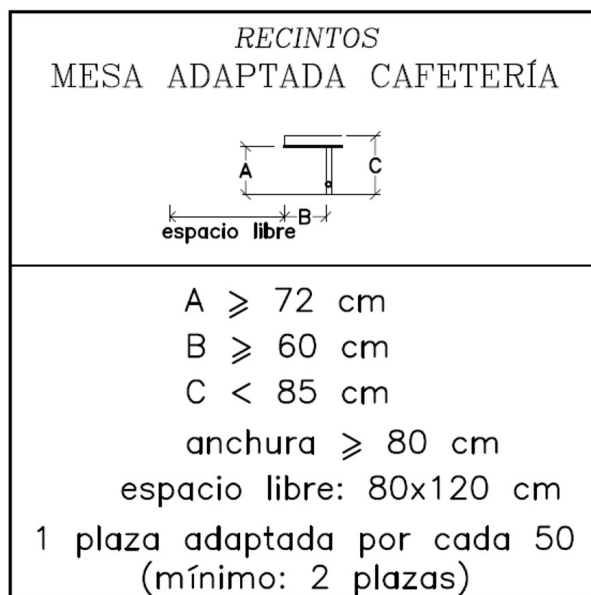 RECINTOS
MESA ADAPTADA CAFETERÍA
A
C
B
espacio libre
A ⩾ 72 cm
B ⩾ 60 cm
C < 85 cm
anchura ⩾ 80 cm
espacio libre: 80x120 cm
1 plaza adaptada por cada 50
(mínimo: 2 plazas)